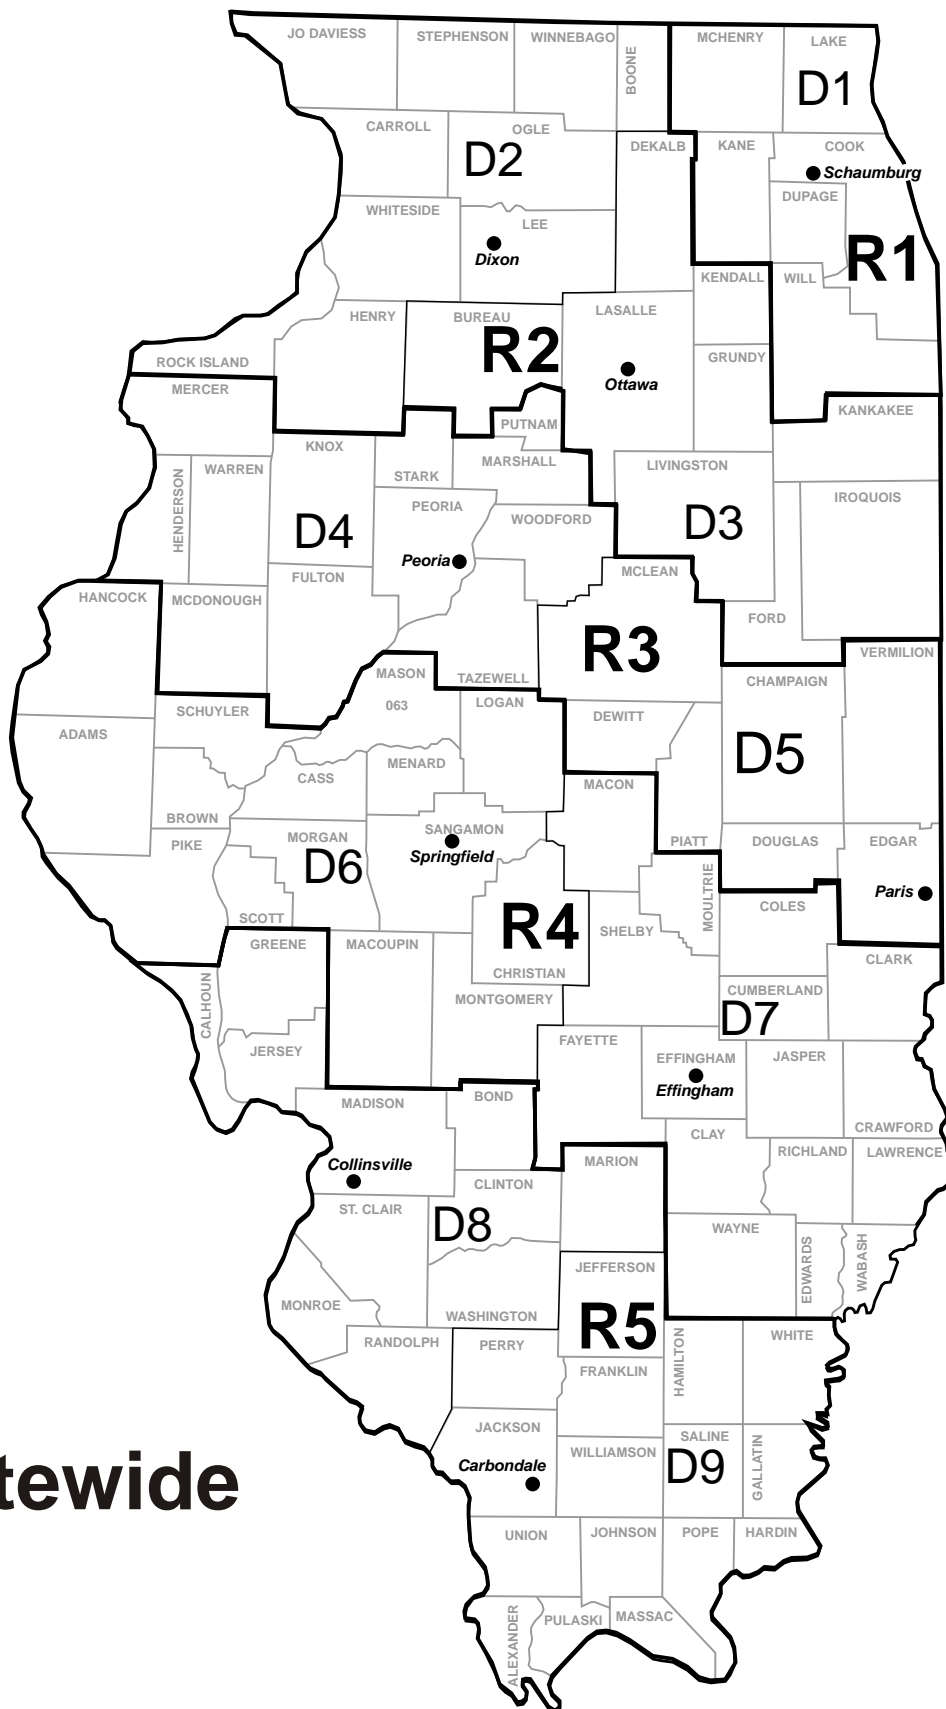 JO DAVIESS
STEPHENSON
WINNEBAGO
BOONE
MCHENRY
LAKE
D1
CARROLL
OGLE
D2
DEKALB
KANE
COOK
Schaumburg
DUPAGE
WHITESIDE
LEE
Dixon
R1
KENDALL
WILL
HENRY
BUREAU
LASALLE
R2
ROCK ISLAND
GRUNDY
Ottawa
MERCER
KANKAKEE
PUTNAM
KNOX
MARSHALL
LIVINGSTON
WARREN
STARK
HENDERSON
IROQUOIS
PEORIA
WOODFORD
D4
D3
Peoria
FULTON
MCLEAN
HANCOCK
MCDONOUGH
FORD
R3
VERMILION
MASON
TAZEWELL
CHAMPAIGN
063
LOGAN
SCHUYLER
DEWITT
ADAMS
D5
MENARD
CASS
MACON
BROWN
SANGAMON
MORGAN
PIATT
DOUGLAS
EDGAR
PIKE
Springfield
D6
MOULTRIE
Paris
COLES
SCOTT
R4
SHELBY
GREENE
MACOUPIN
CLARK
CHRISTIAN
CALHOUN
MONTGOMERY
CUMBERLAND
D7
JERSEY
FAYETTE
EFFINGHAM
JASPER
Effingham
BOND
MADISON
CRAWFORD
CLAY
RICHLAND
LAWRENCE
Collinsville
MARION
CLINTON
ST. CLAIR
D8
WAYNE
EDWARDS
WABASH
JEFFERSON
MONROE
WASHINGTON
R5
RANDOLPH
PERRY
HAMILTON
WHITE
FRANKLIN
JACKSON
SALINE
WILLIAMSON
Carbondale
D9
GALLATIN
tewide
UNION
JOHNSON
POPE
HARDIN
ALEXANDER
PULASKI
MASSAC